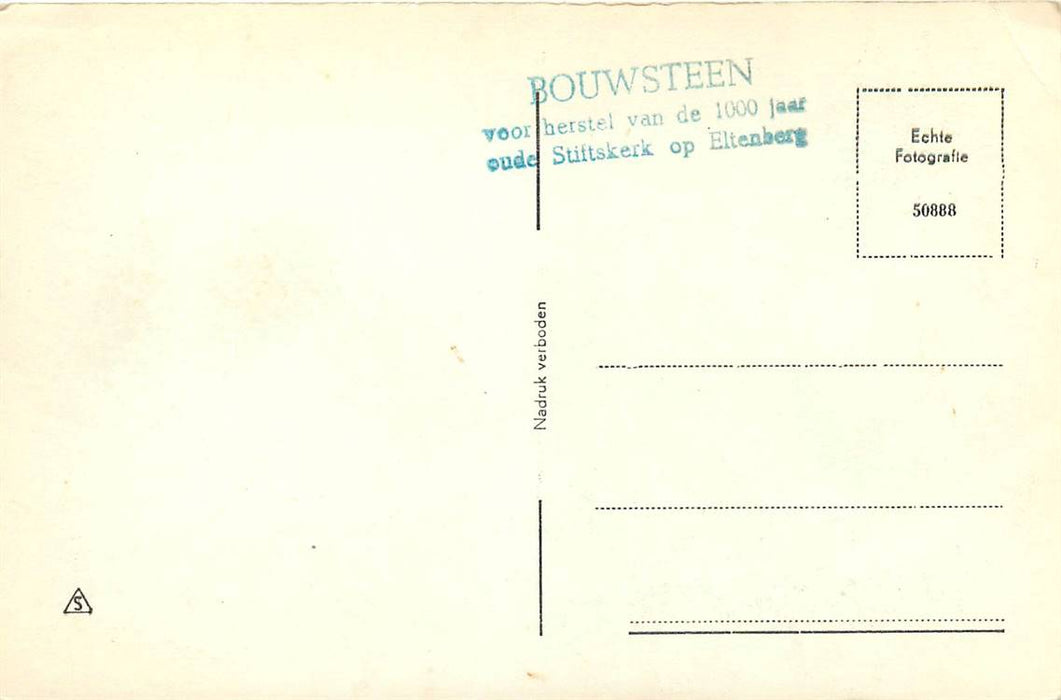 BOUWSTEEN
voor herstel van de 1000 jaar
oude Stiftskerk op Eltenberg
Echte
Fotografie
50888
Nadruk verboden
S